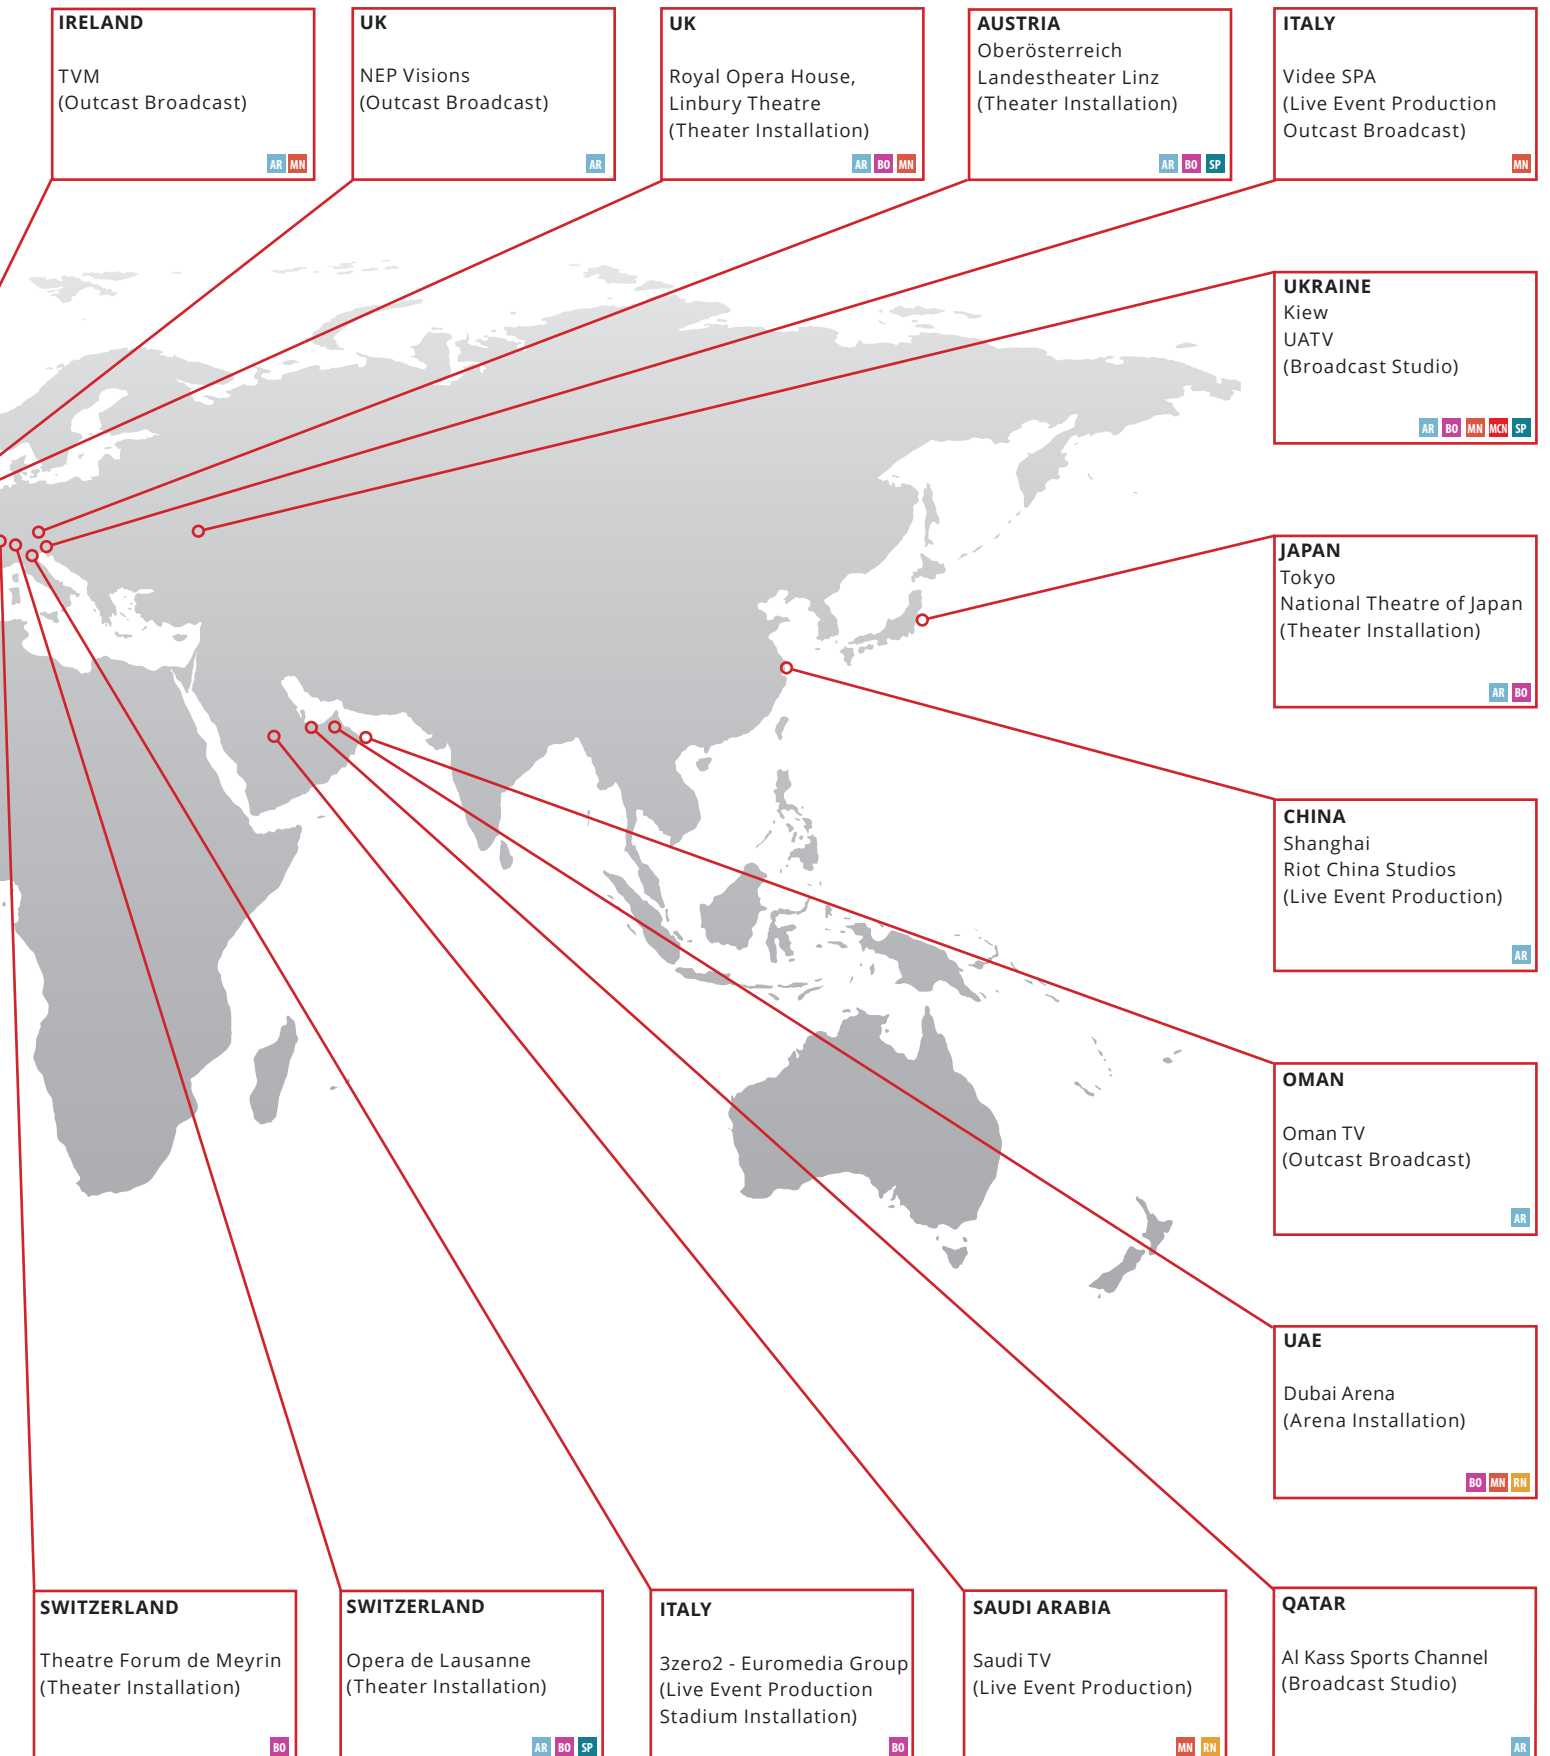 IRELAND
TVM
(Outcast Broadcast)
AR MN
UK
NEP Visions
(Outcast Broadcast)
AR
UK
Royal Opera House,
Linbury Theatre
(Theater Installation)
AR BO MN
AUSTRIA
Oberösterreich
Landestheater Linz
(Theater Installation)
AR BO SP
ITALY
Videe SPA
(Live Event Production
Outcast Broadcast)
MN
UKRAINE
Kiew
UATV
(Broadcast Studio)
AR BO MN MCN SP
JAPAN
Tokyo
National Theatre of Japan
(Theater Installation)
AR BO
CHINA
Shanghai
Riot China Studios
(Live Event Production)
AR
OMAN
Oman TV
(Outcast Broadcast)
AR
UAE
Dubai Arena
(Arena Installation)
BO MN RN
SWITZERLAND
Theatre Forum de Meyrin
(Theater Installation)
BO
SWITZERLAND
Opera de Lausanne
(Theater Installation)
AR BO SP
ITALY
3zero2 - Euromedia Group
(Live Event Production
Stadium Installation)
BO
SAUDI ARABIA
Saudi TV
(Live Event Production)
MN RN
QATAR
Al Kass Sports Channel
(Broadcast Studio)
AR